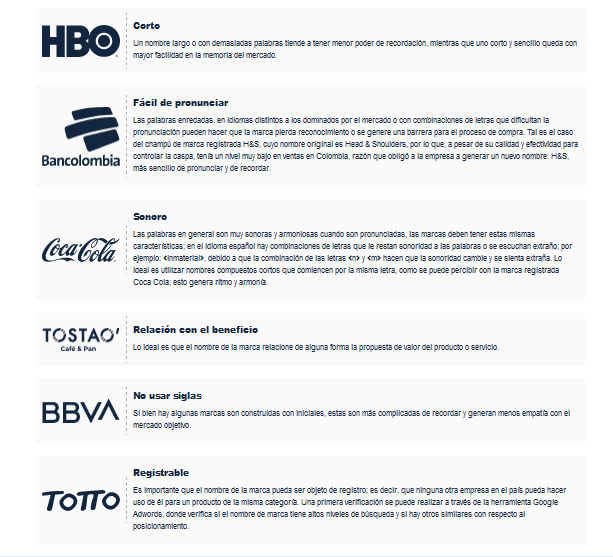 HBO
Corto
Un nombre largo o con demasiadas palabras tiende a tener menor poder de recordación, mientras que uno corto y sencillo queda con
mayor facilidad en la memoria del mercado.
Bancolombia
Fácil de pronunciar
Las palabras enredadas, en idiomas distintos a los dominados por el mercado o con combinaciones de letras que dificultan la
pronunciación pueden hacer que la marca pierda reconocimiento o se genere una barrera para el proceso de compra. Tal es el caso
del champú de marca registrada H&S, cuyo nombre original es Head & Shoulders, por lo que, a pesar de su calidad y efectividad para
controlar la caspa, tenía un nivel muy bajo en ventas en Colombia, razón que obligó a la empresa a generar un nuevo nombre: H&S,
más sencillo de pronunciar y de recordar.
Coca-Cola
Sonoro
Las palabras en general son muy sonoras y armoniosas cuando son pronunciadas, las marcas deben tener estas mismas
características; en el idioma español hay combinaciones de letras que le restan sonoridad a las palabras o se escuchan extraño; por
ejemplo: <inmaterial>, debido a que la combinación de las letras <n> y <m> hacen que la sonoridad cambie y se sienta extraña. Lo
ideal es utilizar nombres compuestos cortos que comiencen por la misma letra, como se puede percibir con la marca registrada
Coca Cola; esto genera ritmo y armonía.
TOSTAO'
Café & Pan
Relación con el beneficio
Lo ideal es que el nombre de la marca relacione de alguna forma la propuesta de valor del producto o servicio.
BBVA
No usar siglas
Si bien hay algunas marcas son construidas con iniciales, estas son más complicadas de recordar y generan menos empatía con el
mercado objetivo.
TOTTO
Registrable
Es importante que el nombre de la marca pueda ser objeto de registro; es decir, que ninguna otra empresa en el país pueda hacer
uso de él para un producto de la misma categoría. Una primera verificación se puede realizar a través de la herramienta Google
Adwords, donde verifica si el nombre de marca tiene altos niveles de búsqueda y si hay otros similares con respecto al
posicionamiento.